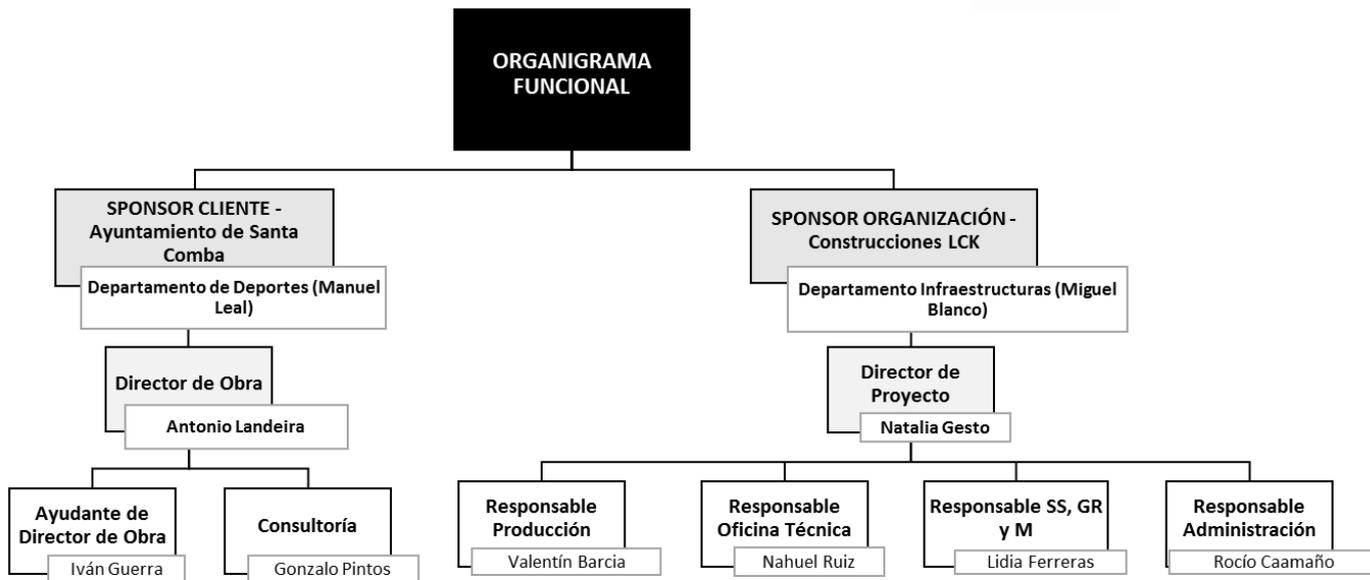 ORGANIGRAMA
FUNCIONAL
SPONSOR CLIENTE -
Ayuntamiento de Santa
Comba
Departamento de Deportes (Manuel
Leal)
SPONSOR ORGANIZACIÓN -
Construcciones LCK
Departamento Infraestructuras (Miguel
Blanco)
Director de Obra
Antonio Landeira
Director de
Proyecto
Natalia Gesto
Ayudante de
Director de Obra
Iván Guerra
Consultoría
Gonzalo Pintos
Responsable
Producción
Valentín Barcia
Responsable
Oficina Técnica
Nahuel Ruiz
Responsable SS, GR
y M
Lidia Ferreras
Responsable
Administración
Rocío Caamaño